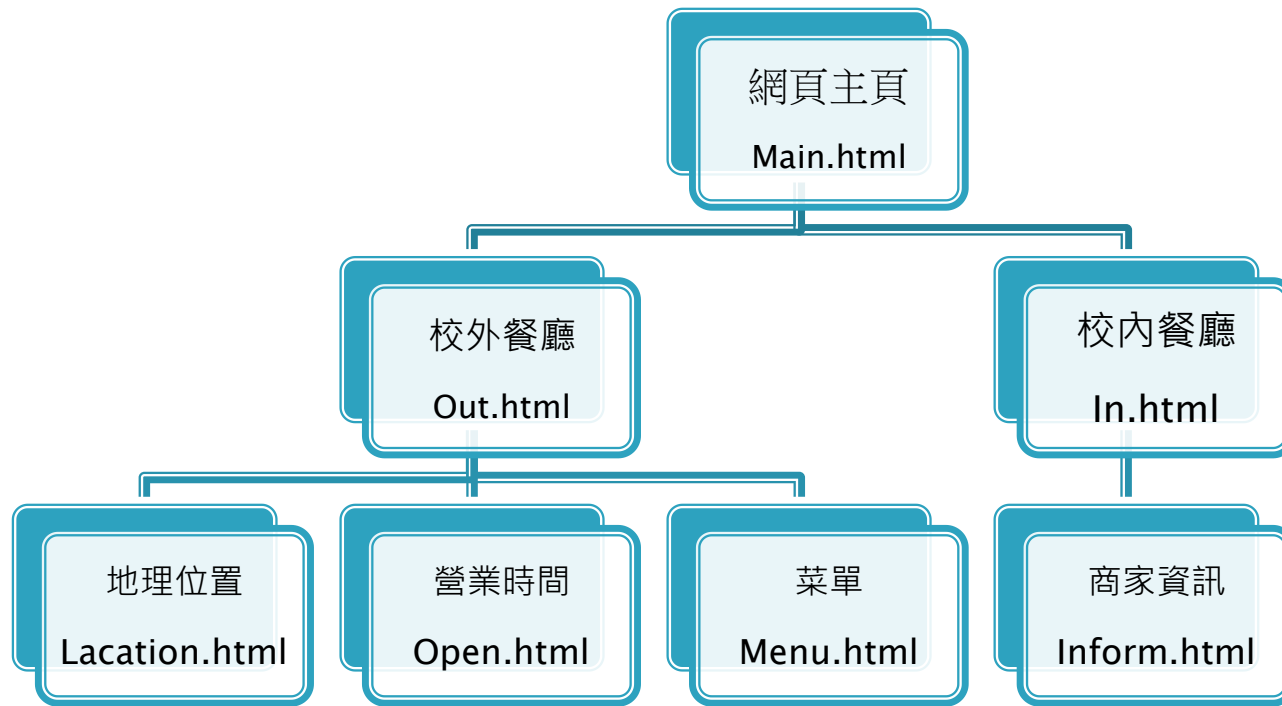 網頁主頁
Main.html
校外餐廳
Out.html
校內餐廳
In.html
地理位置
Lacation.html
營業時間
Open.html
菜單
Menu.html
商家資訊
Inform.html